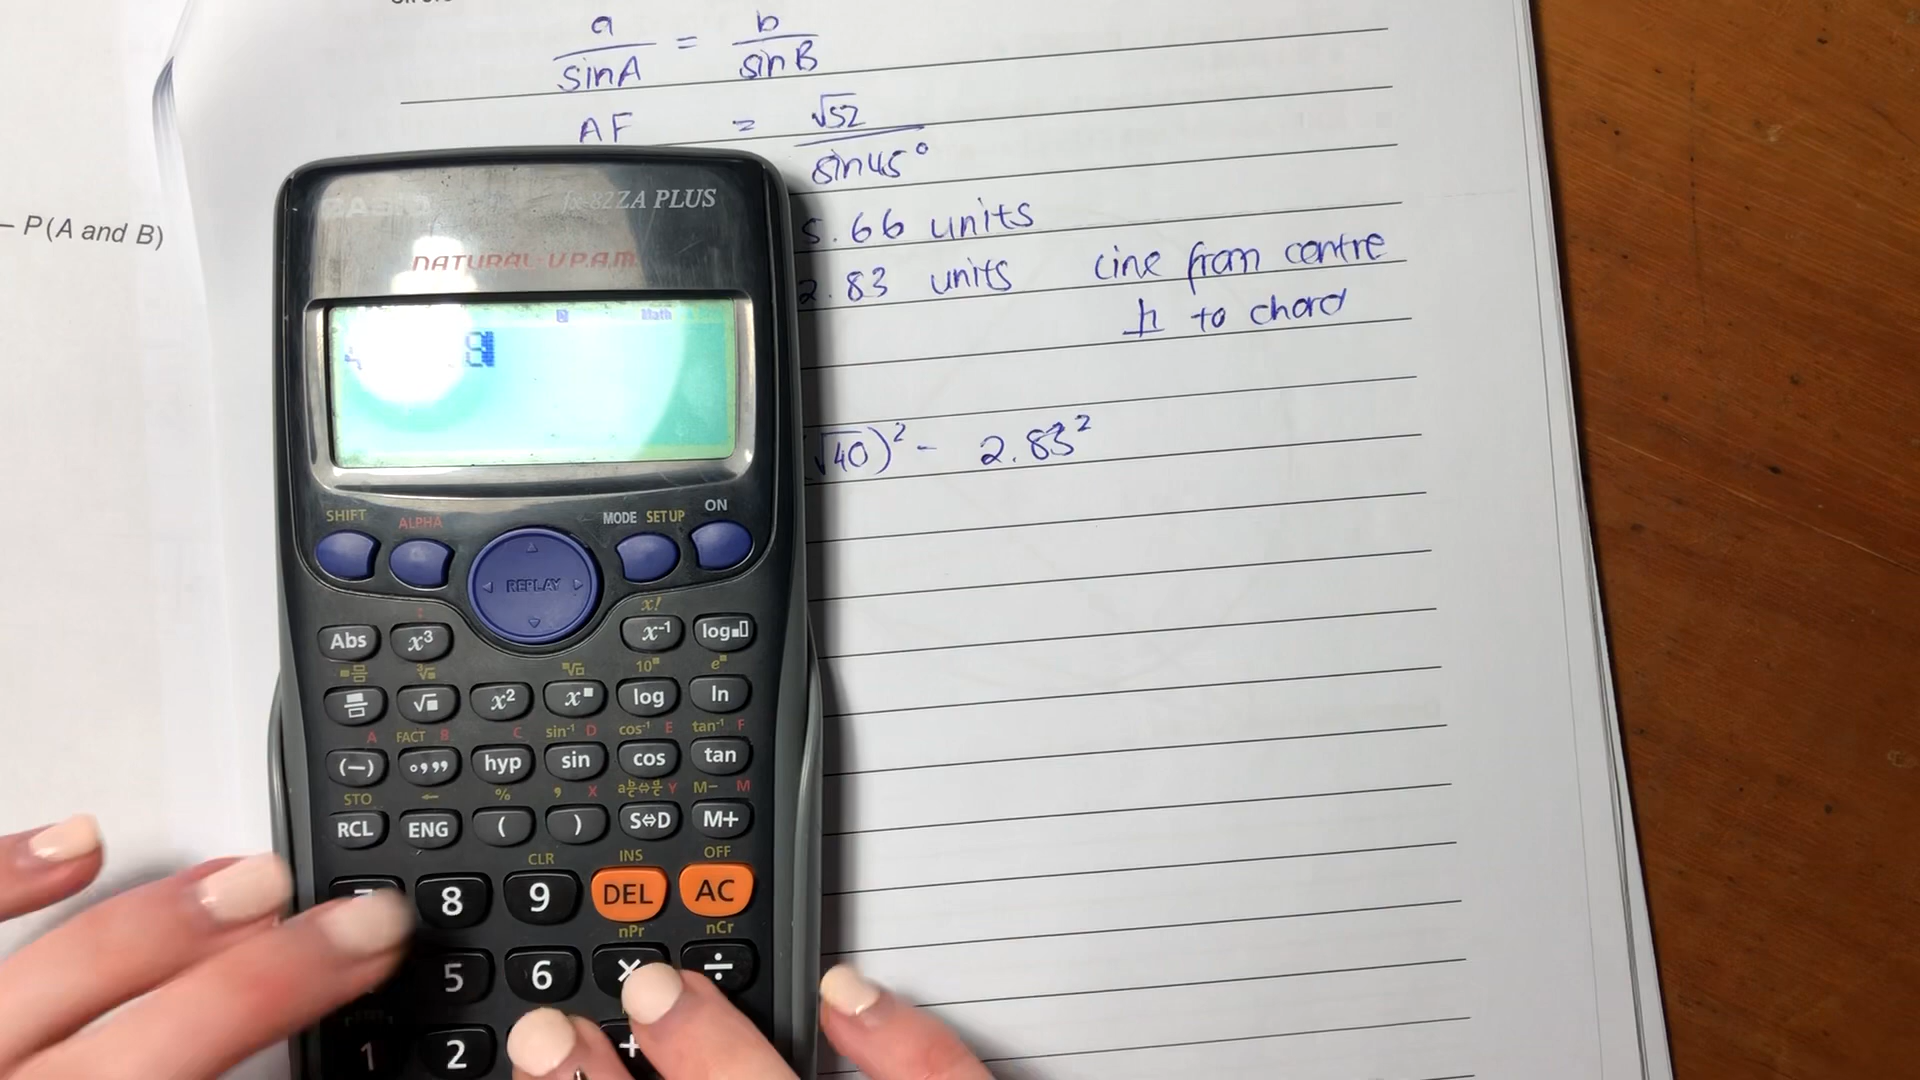 a/sinA = b/sinB
AF = √52/sin45°
5.66 units
2.83 units line from centre
⊥ to chord
√40)² - 2.83²
– P(A and B)
CASIO fx-82ZA PLUS
NATURAL-V.P.A.M.
Math
8
SHIFT ALPHA MODE SETUP ON
REPLAY
x!
Abs x³ x⁻¹ log
10 e
√ x² x log ln
A FACT B C sin⁻¹ D cos⁻¹ E tan⁻¹ F
(−) hyp sin cos tan
STO ← % , X Y M− M
RCL ENG ( ) S⇔D M+
CLR INS OFF
8 9 DEL AC
nPr nCr
5 6 × ÷
1 2 +